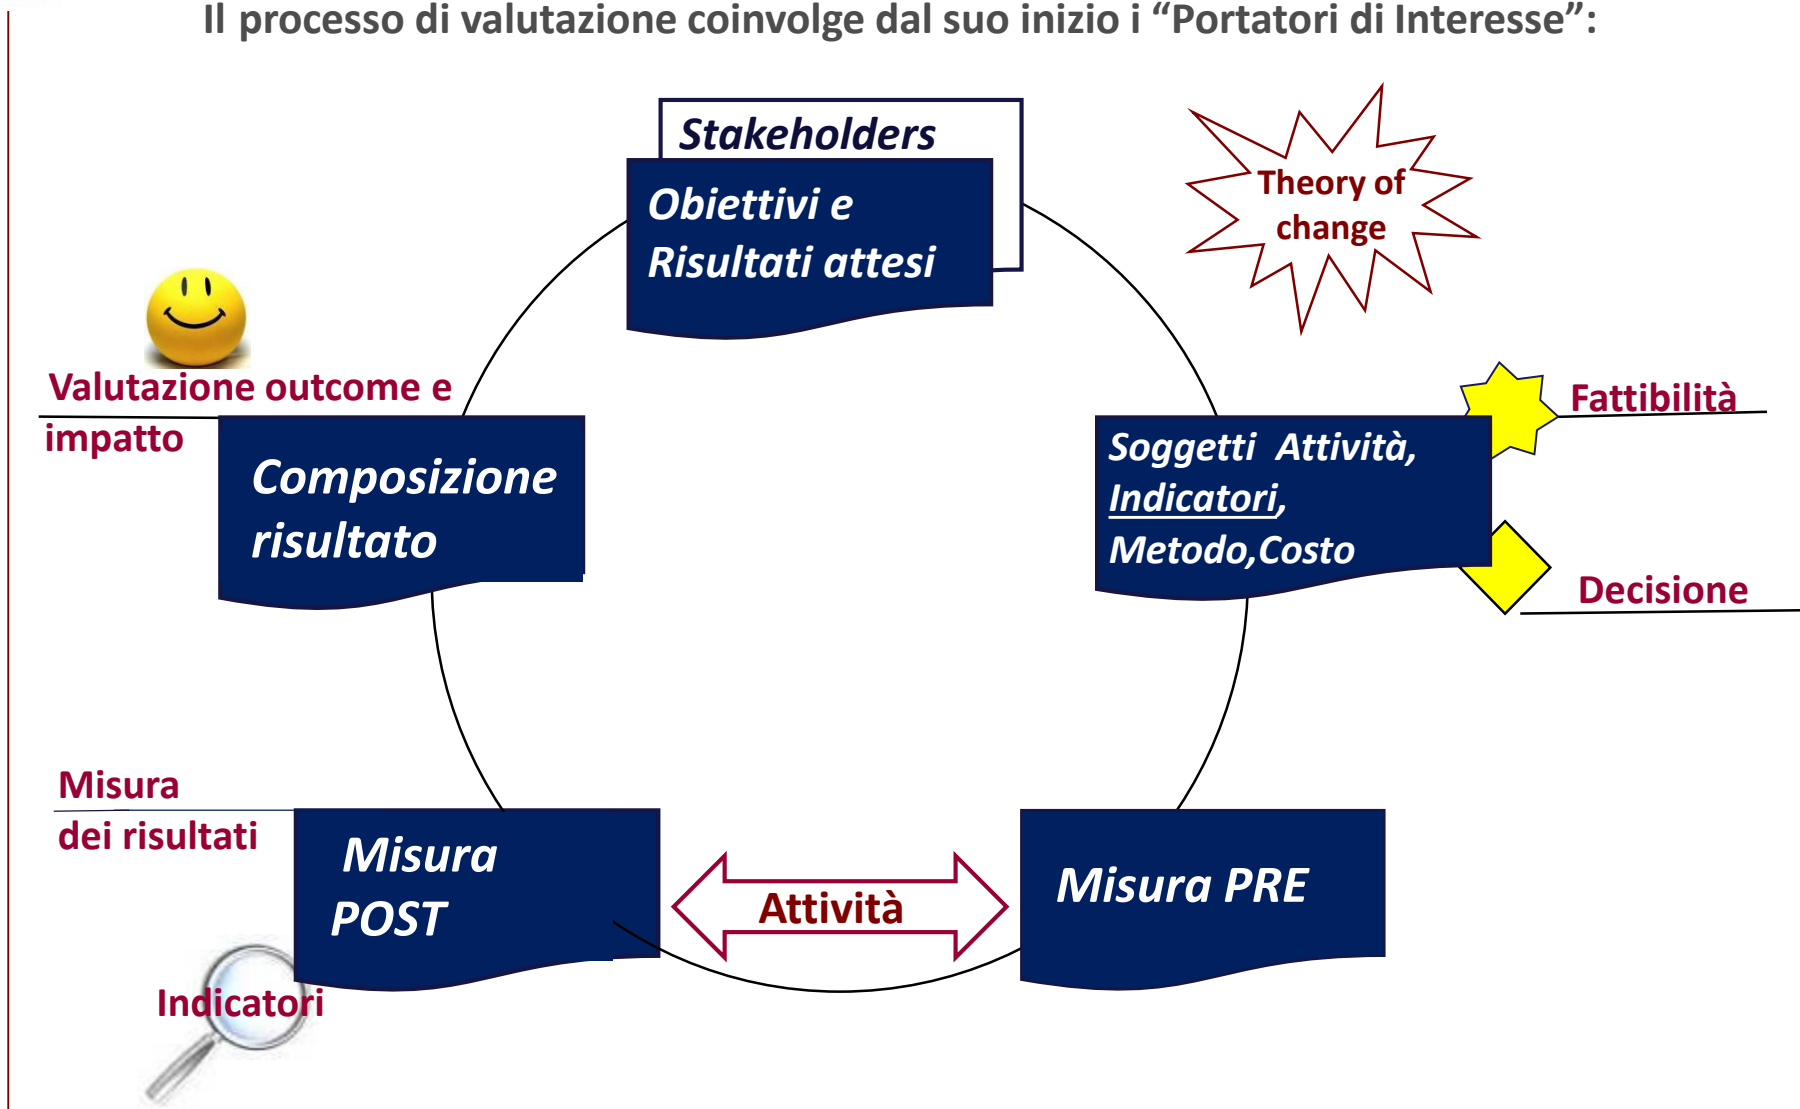 Il processo di valutazione coinvolge dal suo inizio i “Portatori di Interesse”:
Stakeholders
Obiettivi e
Risultati attesi
Theory of
change
Valutazione outcome e
impatto
Composizione
risultato
Soggetti Attività,
Indicatori,
Metodo,Costo
Fattibilità
Decisione
Misura
dei risultati
Misura
POST
Attività
Misura PRE
Indicatori